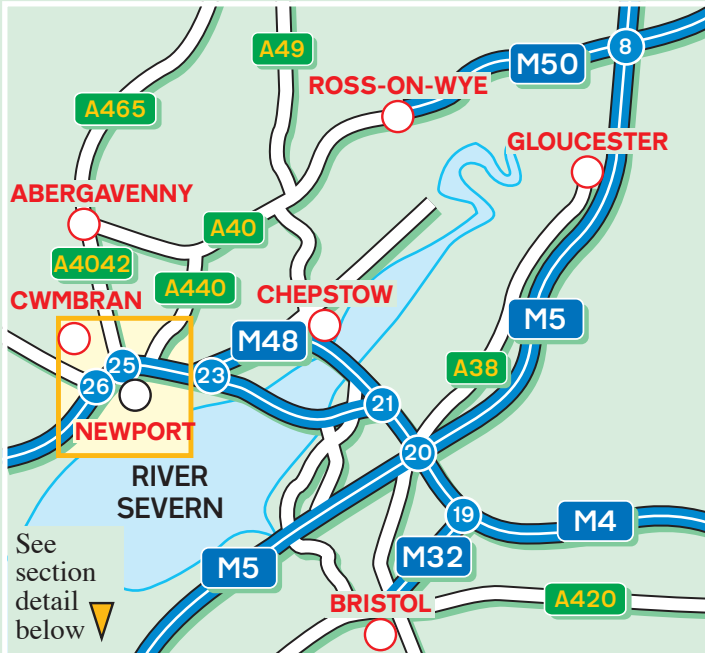 A49
8
M50
ROSS-ON-WYE
A465
GLOUCESTER
ABERGAVENNY
A40
A4042
A440
CWMBRAN
CHEPSTOW
M5
M48
25
23
A38
26
21
NEWPORT
20
RIVER
SEVERN
19
M4
See
section
detail
below
M5
M32
BRISTOL
A420